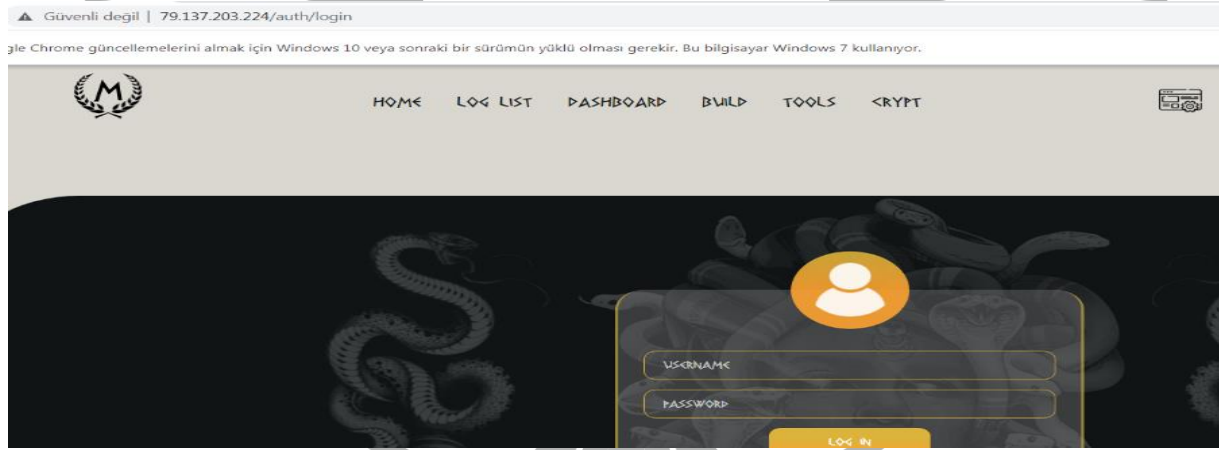 Güvenli değil | 79.137.203.224/auth/login
gle Chrome güncellemelerini almak için Windows 10 veya sonraki bir sürümün yüklü olması gerekir. Bu bilgisayar Windows 7 kullanıyor.
M
HOME LOG LIST DASHBOARD BUILD TOOLS CRYPT
USERNAME
PASSWORD
LOG IN